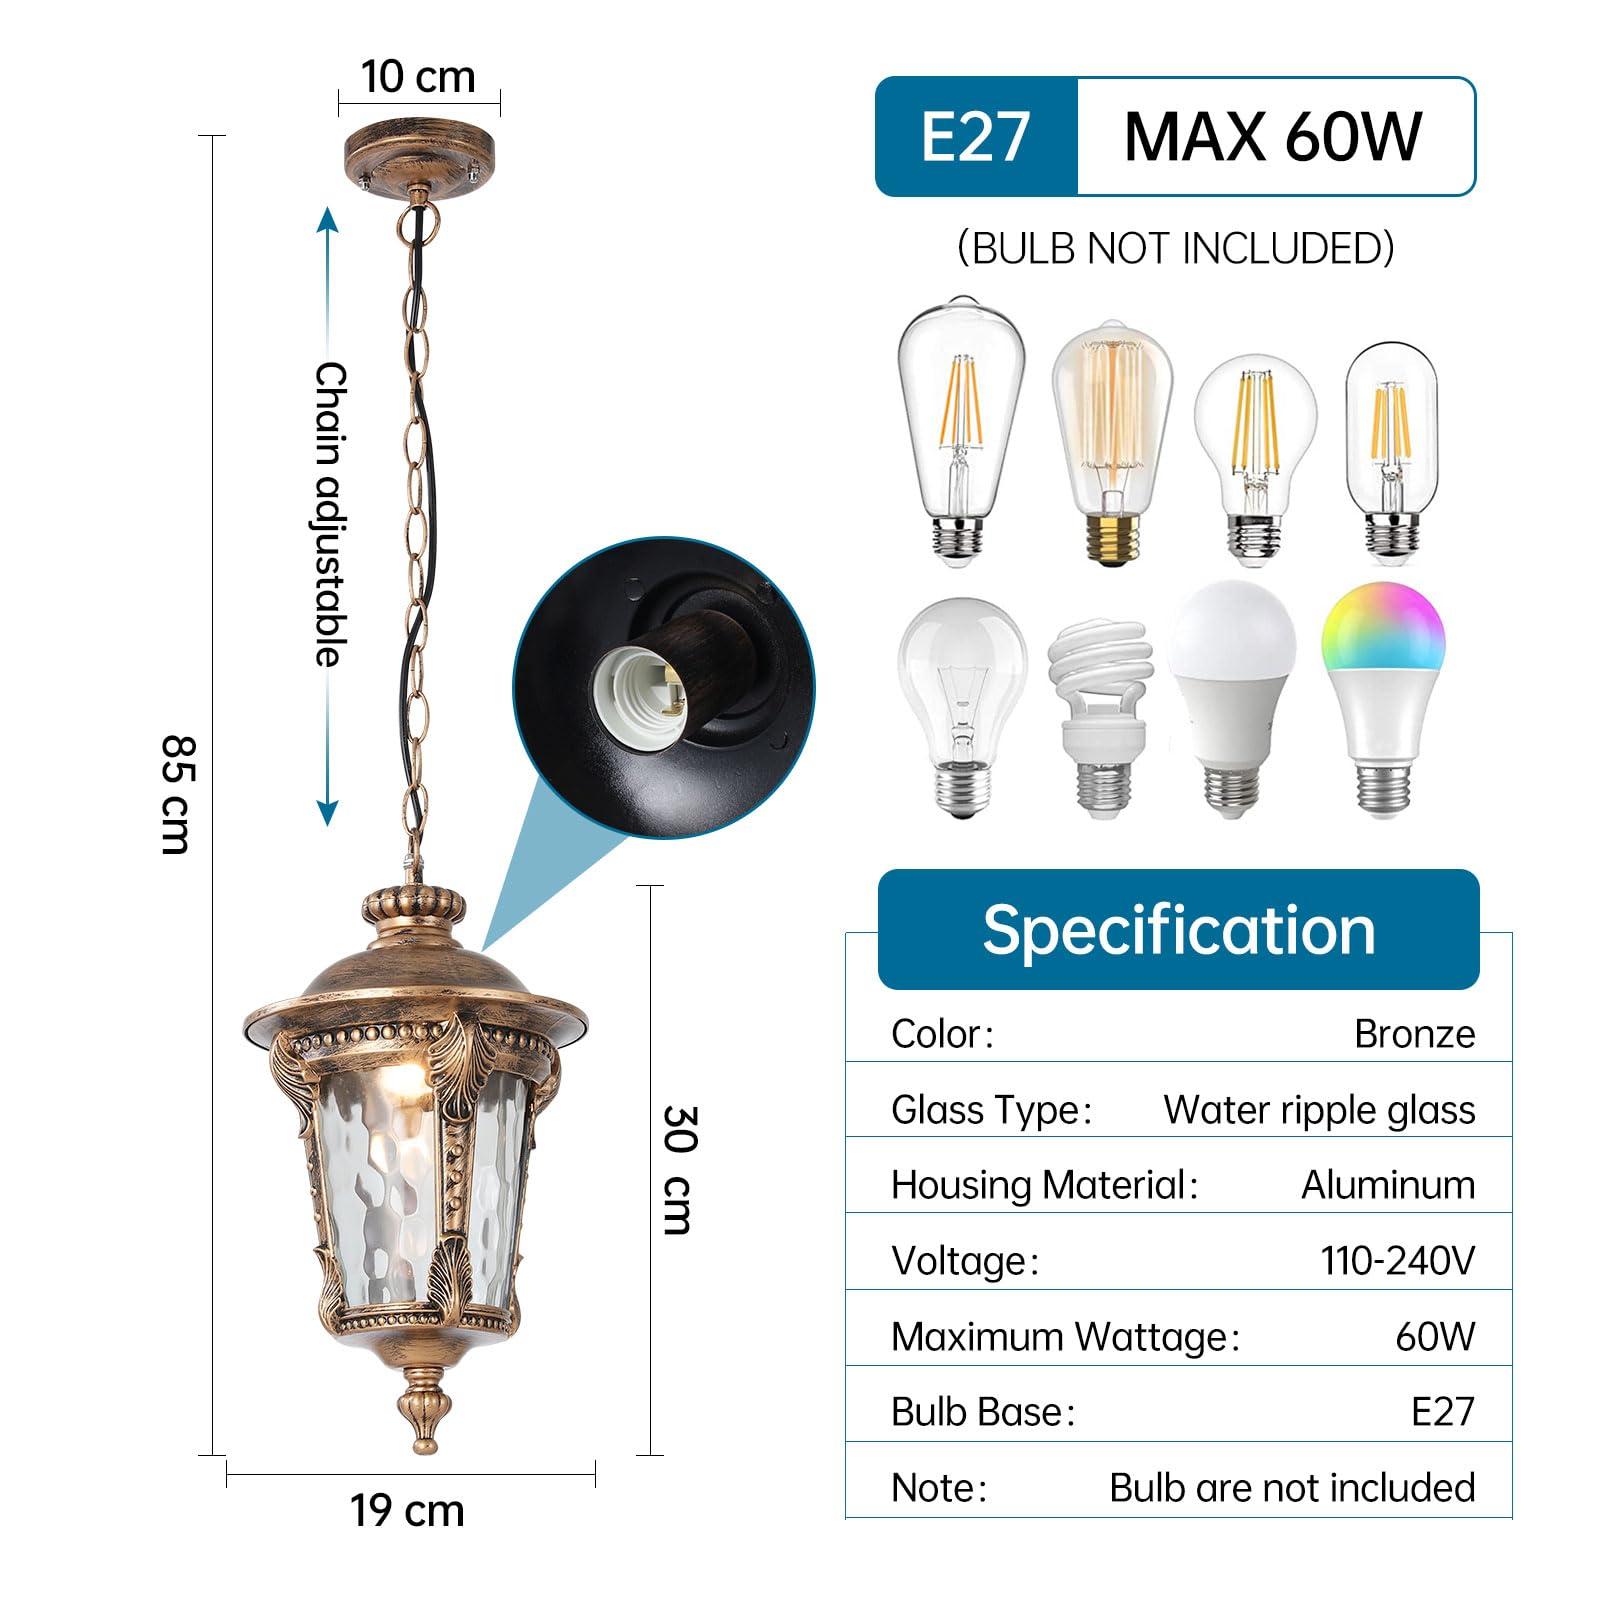 10 cm
Chain adjustable
85 cm
30 cm
19 cm
E27 MAX 60W
(BULB NOT INCLUDED)
Specification
Color: Bronze
Glass Type: Water ripple glass
Housing Material: Aluminum
Voltage: 110-240V
Maximum Wattage: 60W
Bulb Base: E27
Note: Bulb are not included